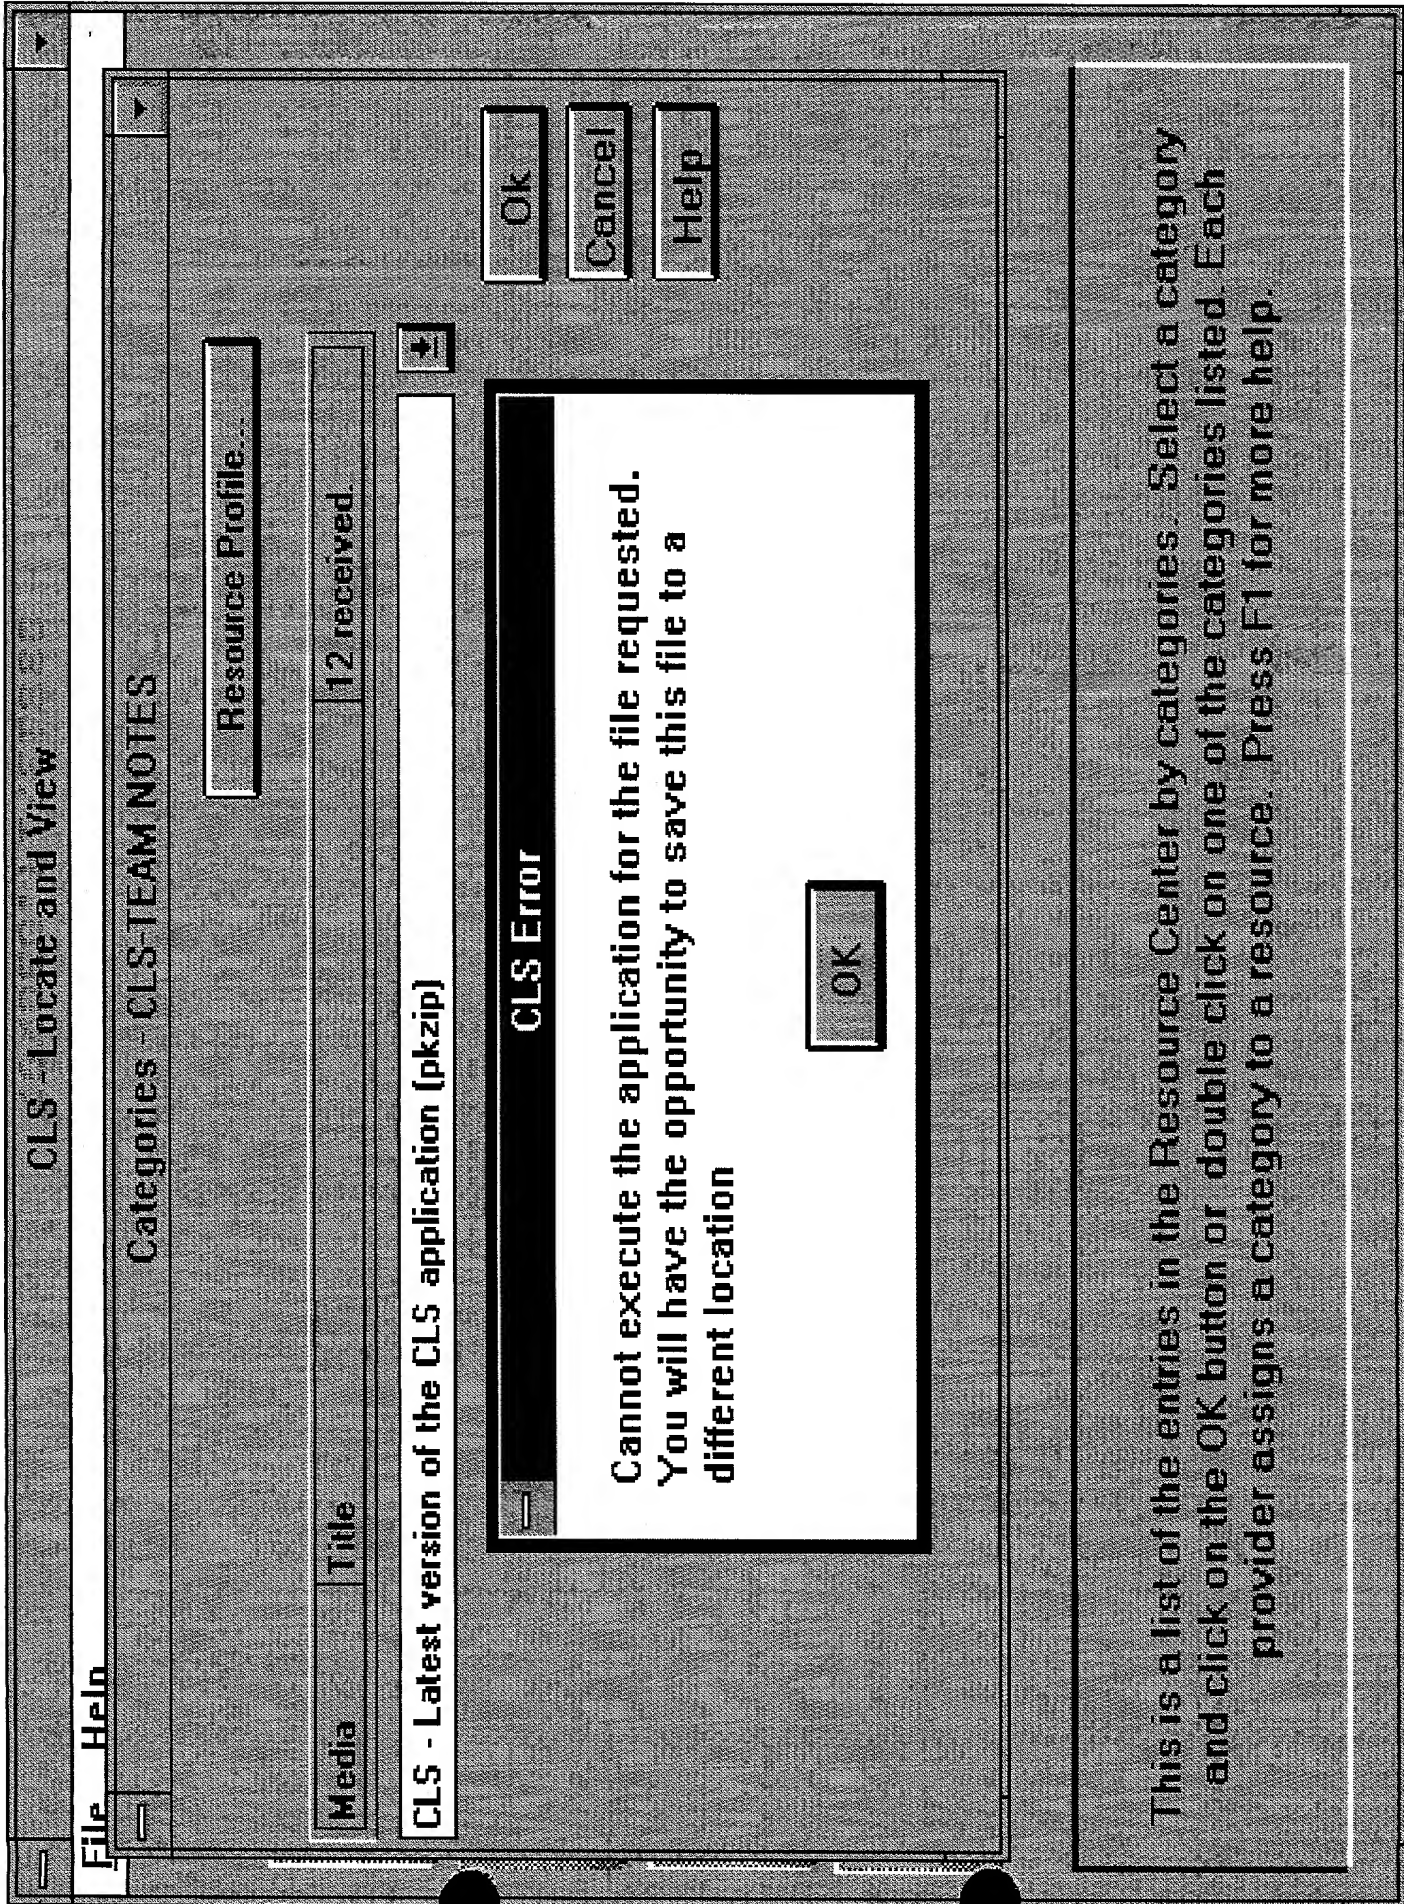 CLS - Locate and View
File Help
Categories - CLS-TEAM NOTES
Resource Profile...
Media Title 12 received.
CLS - Latest version of the CLS application (pkzip)
Ok
Cancel
Help
CLS Error
Cannot execute the application for the file requested.
You will have the opportunity to save this file to a
different location
OK
This is a list of the entries in the Resource Center by categories. Select a category
and click on the OK button or double click on one of the categories listed. Each
provider assigns a category to a resource. Press F1 for more help.